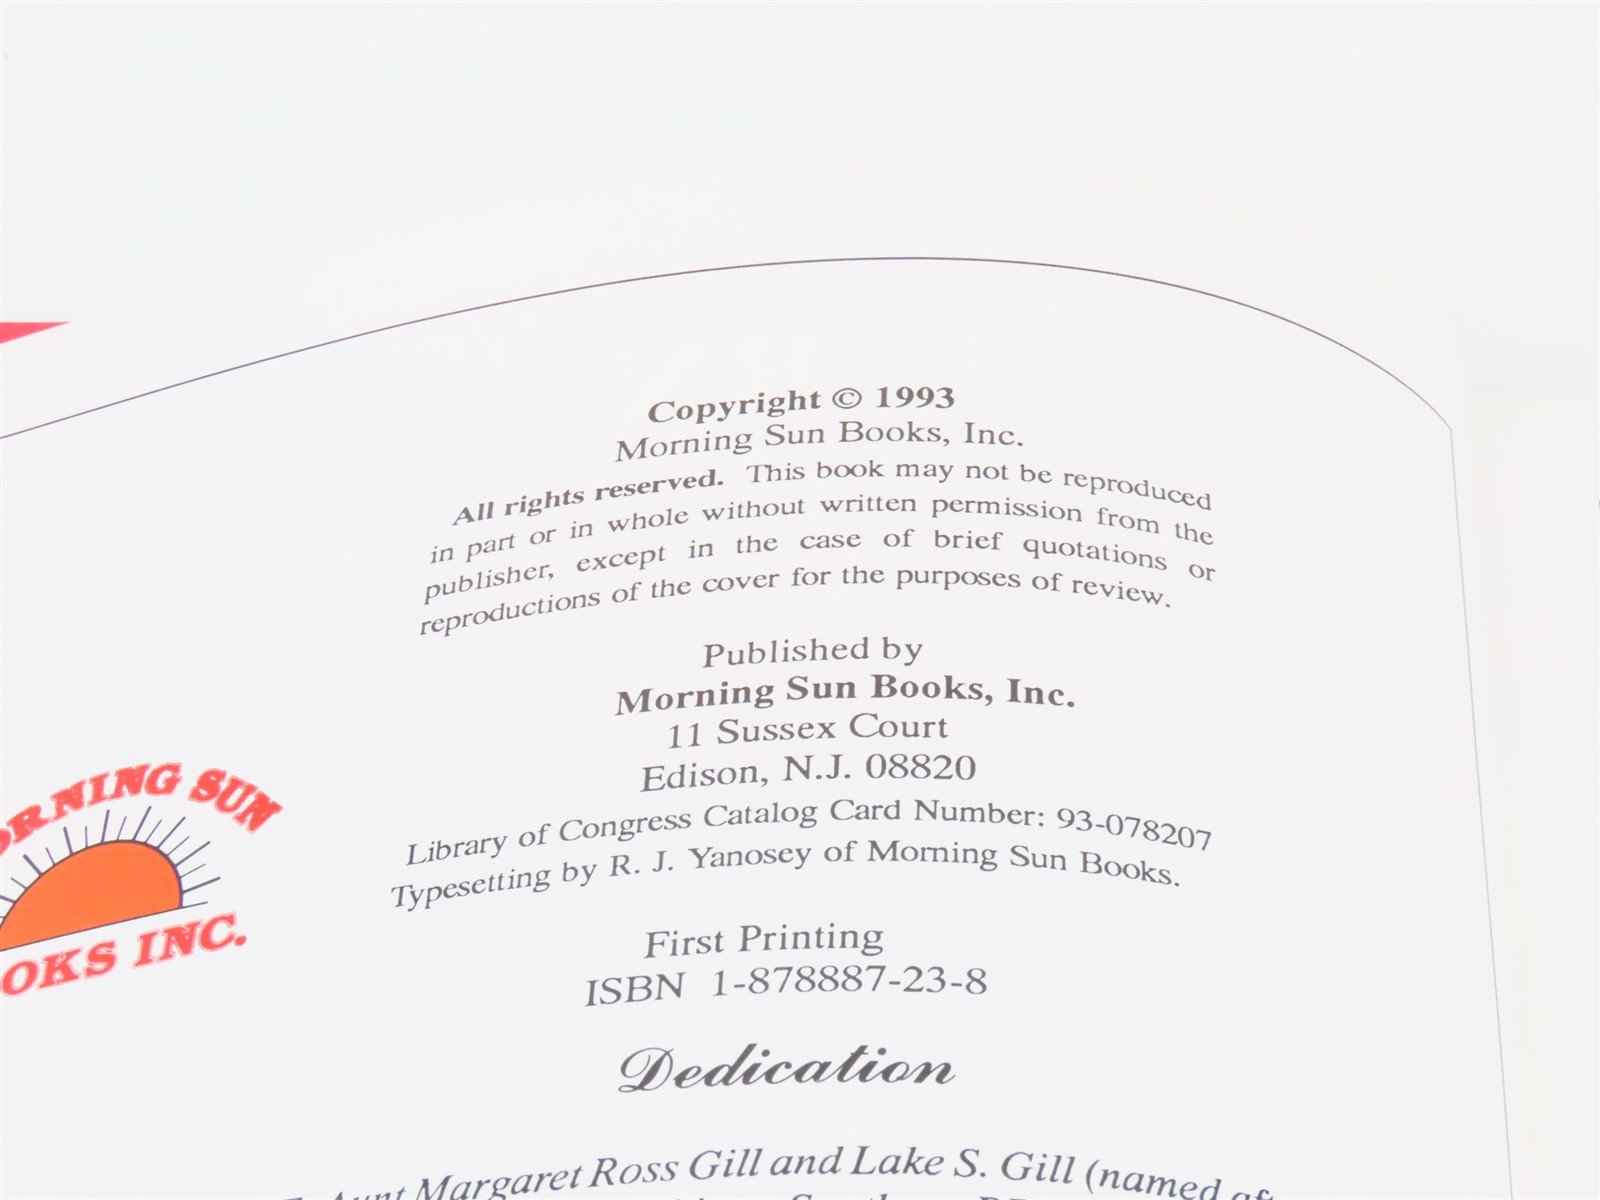 Copyright © 1993
Morning Sun Books, Inc.
All rights reserved. This book may not be reproduced
in part or in whole without written permission from the
publisher, except in the case of brief quotations or
reproductions of the cover for the purposes of review.
Published by
Morning Sun Books, Inc.
11 Sussex Court
Edison, N.J. 08820
Library of Congress Catalog Card Number: 93-078207
Typesetting by R. J. Yanosey of Morning Sun Books.
First Printing
ISBN 1-878887-23-8
ORNING SUN
OKS INC.
Dedication
Aunt Margaret Ross Gill and Lake S. Gill (named af